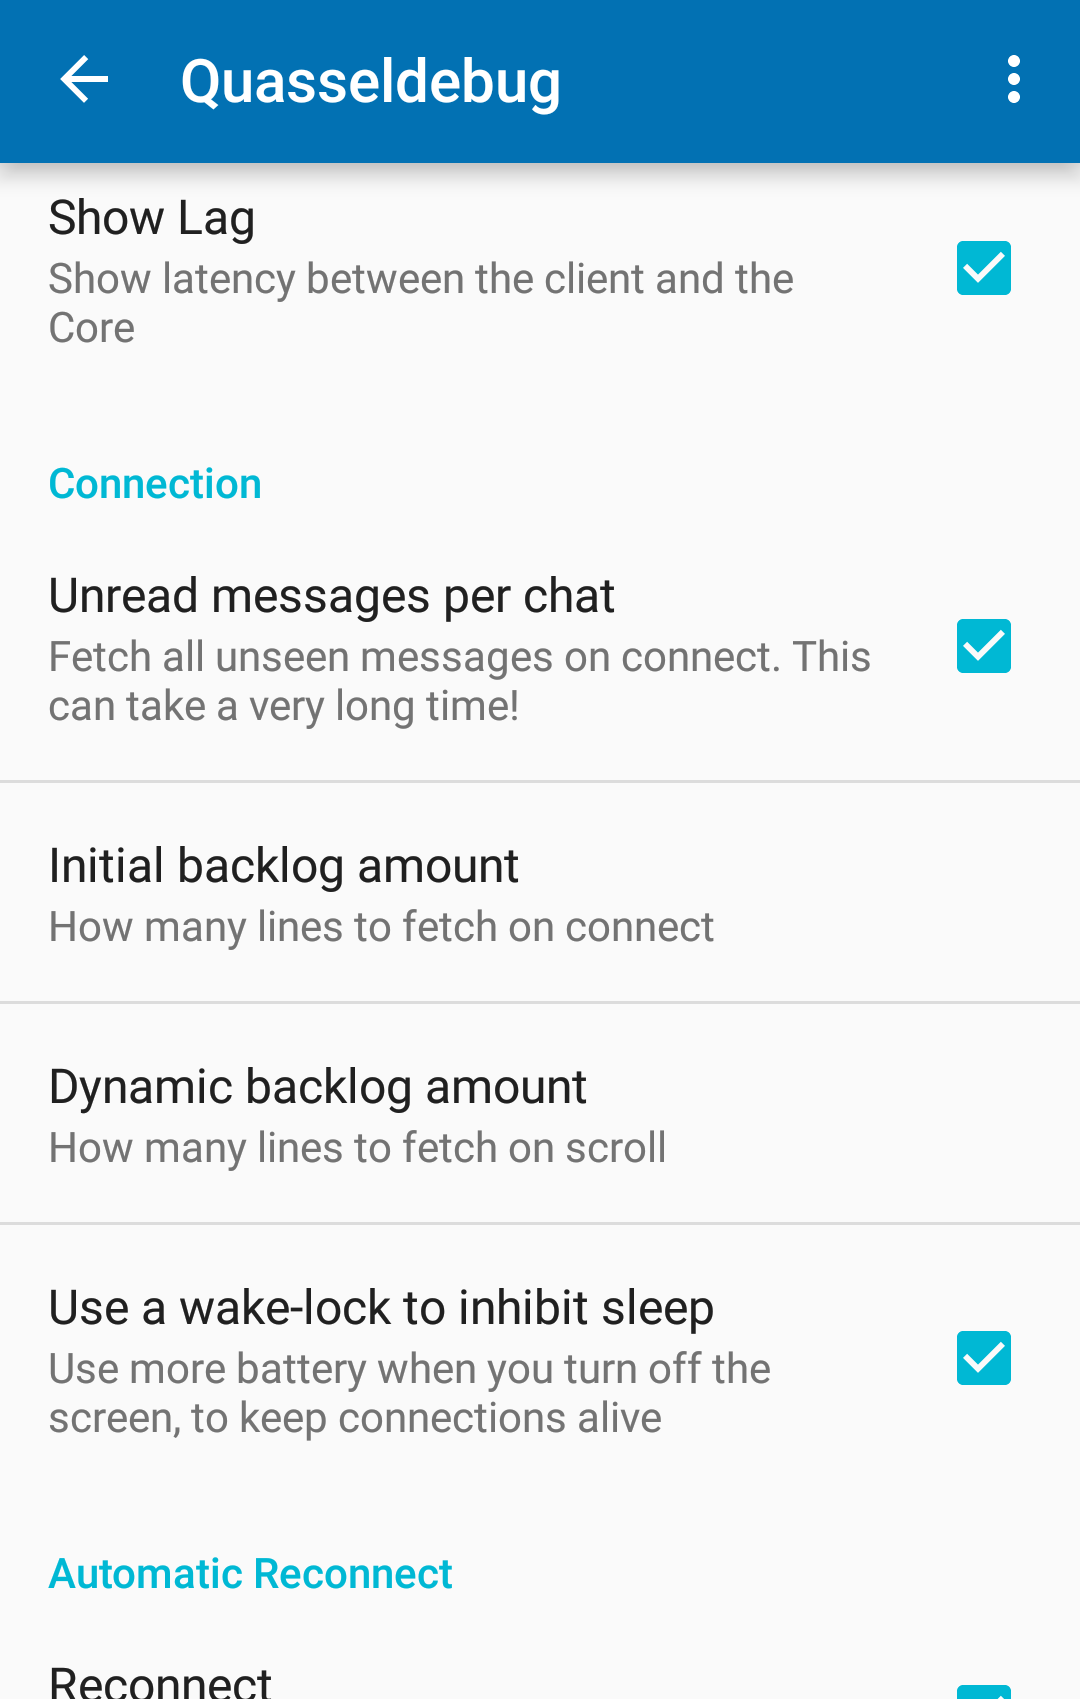 Quasseldebug
Show Lag
Show latency between the client and the
Core
Connection
Unread messages per chat
Fetch all unseen messages on connect. This
can take a very long time!
Initial backlog amount
How many lines to fetch on connect
Dynamic backlog amount
How many lines to fetch on scroll
Use a wake-lock to inhibit sleep
Use more battery when you turn off the
screen, to keep connections alive
Automatic Reconnect
Reconnect